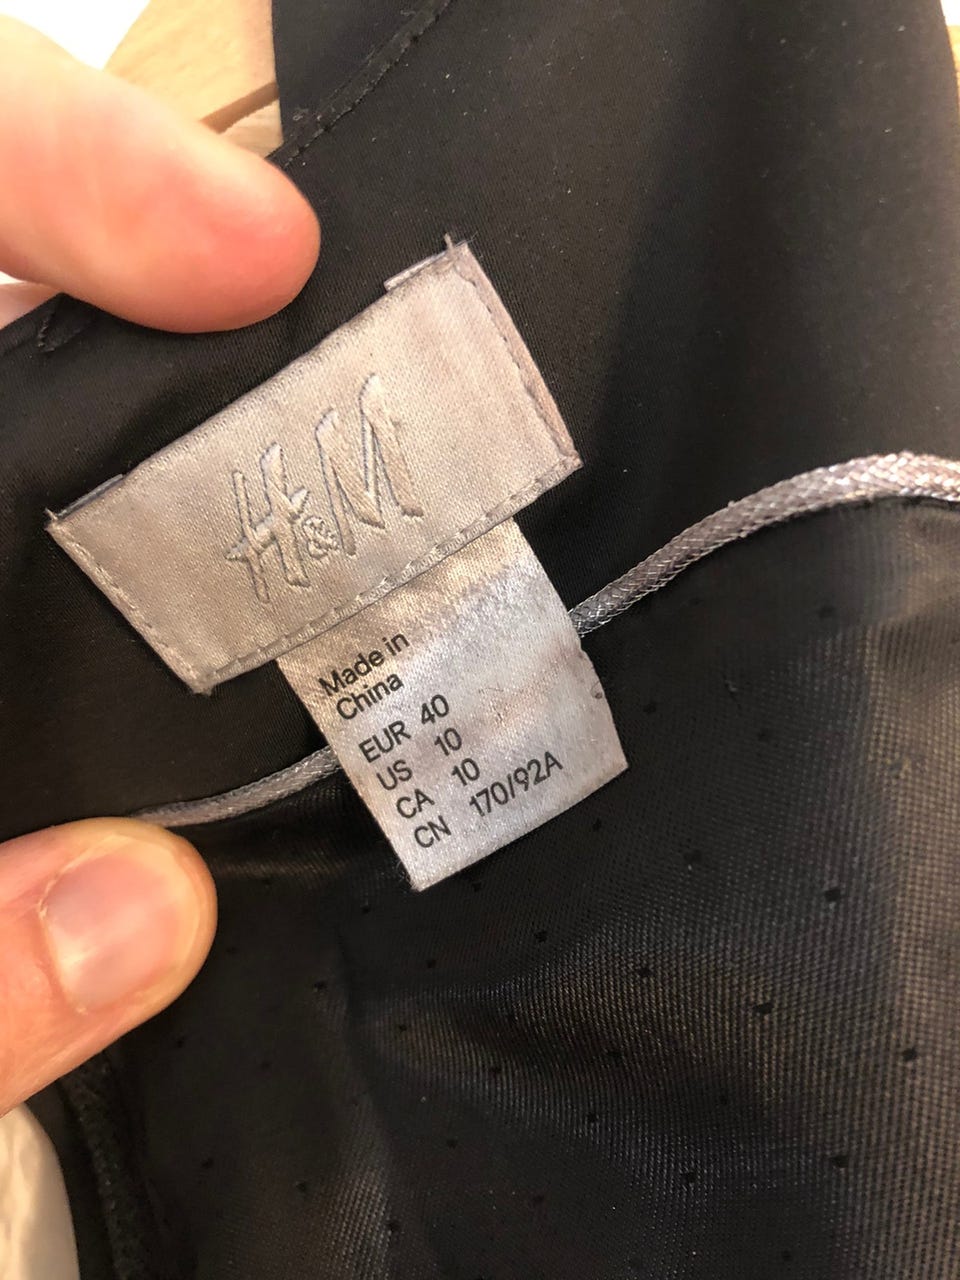 H&M
Made in
China
EUR 40
US 10
CA 10
CN 170/92A